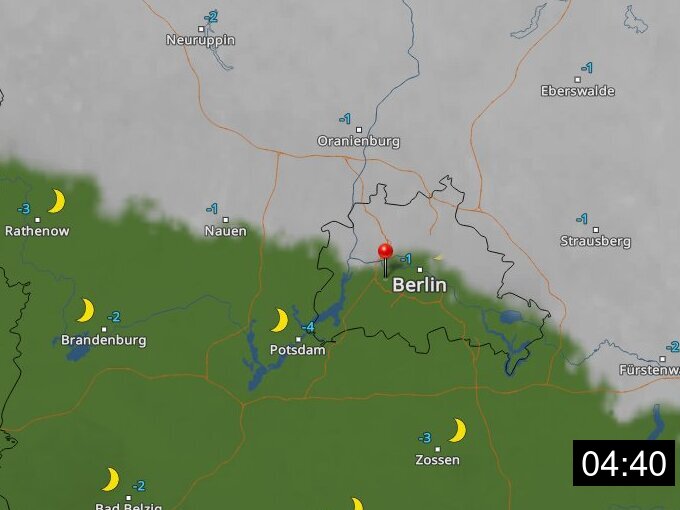 -2
Neuruppin
-1
Eberswalde
-1
Oranienburg
-3
Rathenow
-1
Nauen
-1
Strausberg
-1
Berlin
-2
Brandenburg
-4
Potsdam
-2
Fürstenwa
-3
Zossen
04:40
-2
Bad Belzig